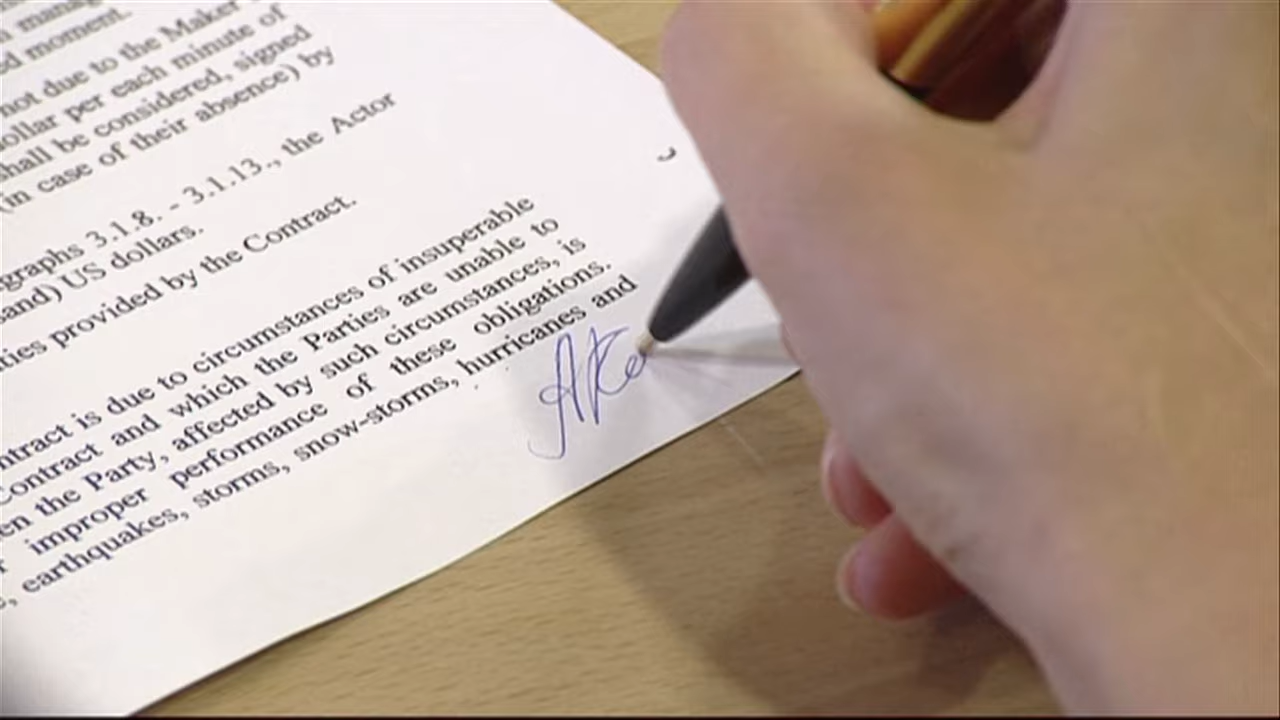 manag
ed moment.
not due to the Maker
ollar per each minute of
shall be considered, signed
(in case of their absence) by
graphs 3.1.8. - 3.1.13., the Actor
sand) US dollars.
ties provided by the Contract.
ntract is due to circumstances of insuperable
Contract and which the Parties are unable to
en the Party, affected by such circumstances, is
r improper performance of these obligations.
, earthquakes, storms, snow-storms, hurricanes and